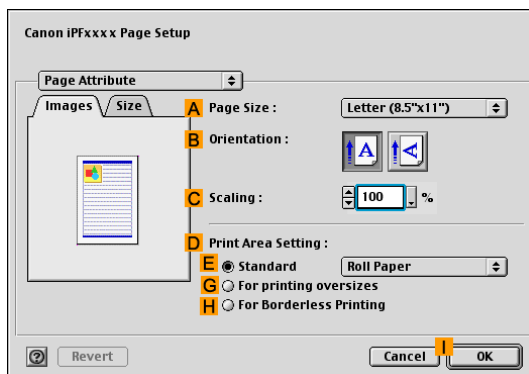 Canon iPFxxxx Page Setup
Page Attribute
Images Size
A Page Size : Letter (8.5"x11")
B Orientation : A A
C Scaling : 100 %
D Print Area Setting :
E Standard Roll Paper
G For printing oversizes
H For Borderless Printing
? Revert Cancel I OK